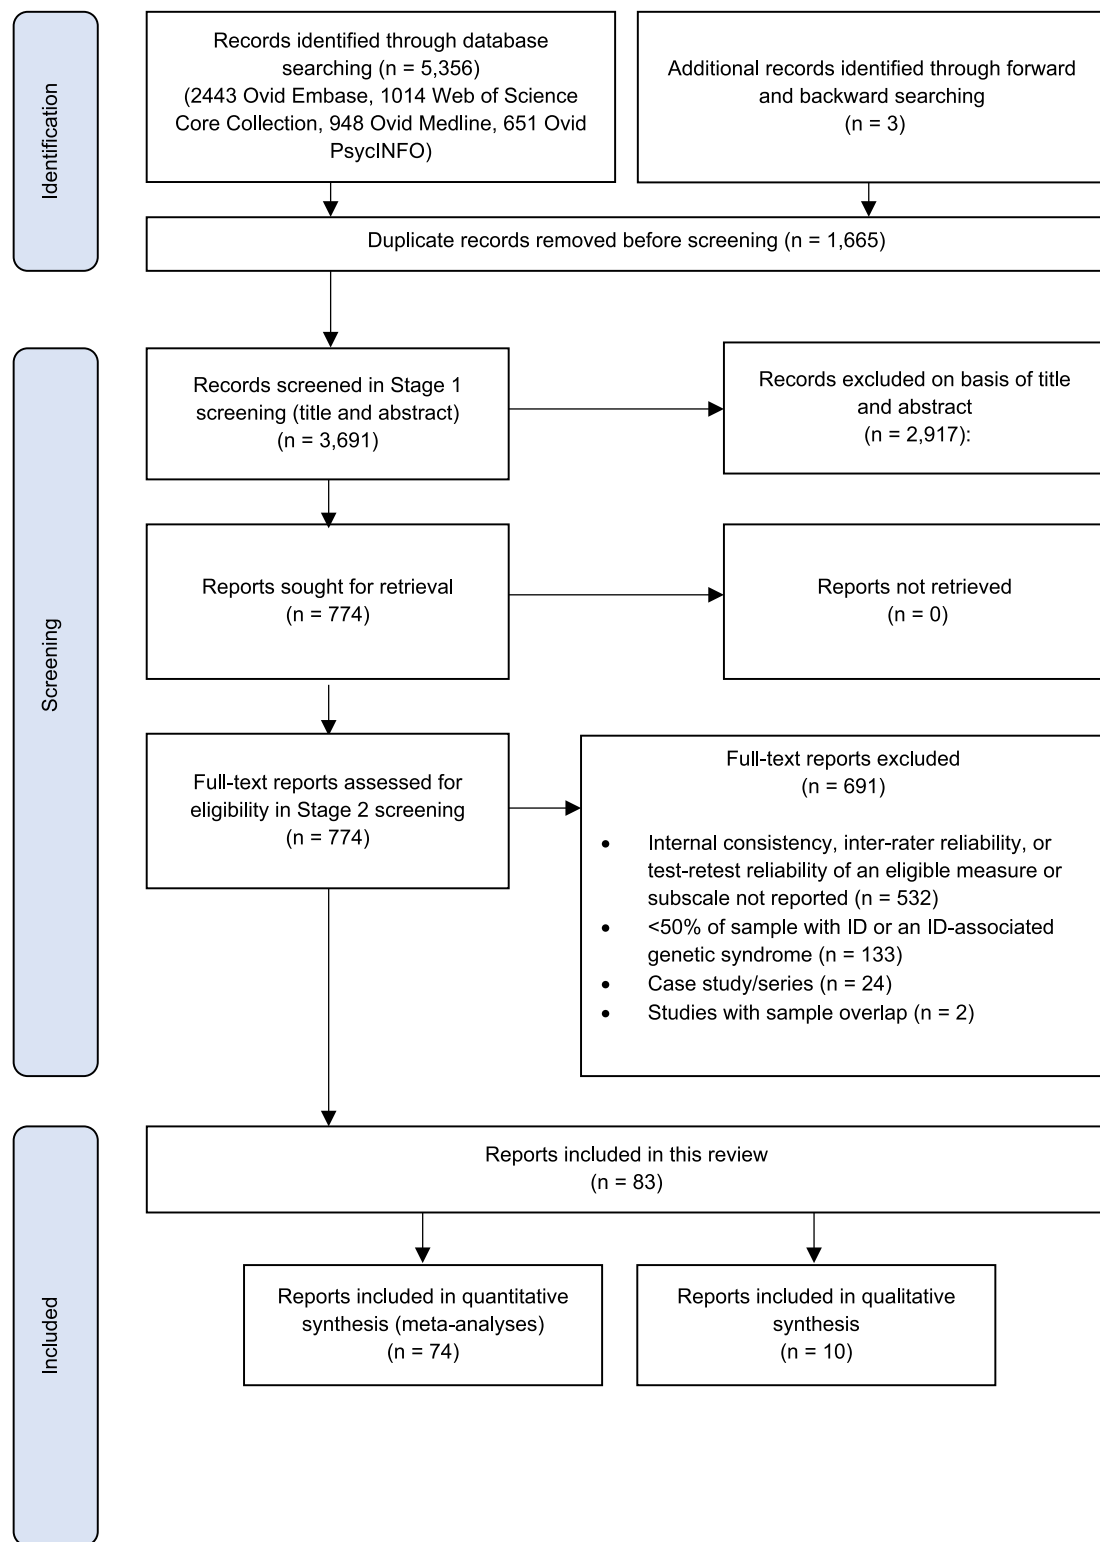 Identification
Records identified through database
searching (n = 5,356)
(2443 Ovid Embase, 1014 Web of Science
Core Collection, 948 Ovid Medline, 651 Ovid
PsycINFO)
Additional records identified through forward
and backward searching
(n = 3)
Duplicate records removed before screening (n = 1,665)
Screening
Records screened in Stage 1
screening (title and abstract)
(n = 3,691)
Records excluded on basis of title
and abstract
(n = 2,917):
Reports sought for retrieval
(n = 774)
Reports not retrieved
(n = 0)
Full-text reports assessed for
eligibility in Stage 2 screening
(n = 774)
Full-text reports excluded
(n = 691)
• Internal consistency, inter-rater reliability, or
test-retest reliability of an eligible measure or
subscale not reported (n = 532)
• <50% of sample with ID or an ID-associated
genetic syndrome (n = 133)
• Case study/series (n = 24)
• Studies with sample overlap (n = 2)
Included
Reports included in this review
(n = 83)
Reports included in quantitative
synthesis (meta-analyses)
(n = 74)
Reports included in qualitative
synthesis
(n = 10)